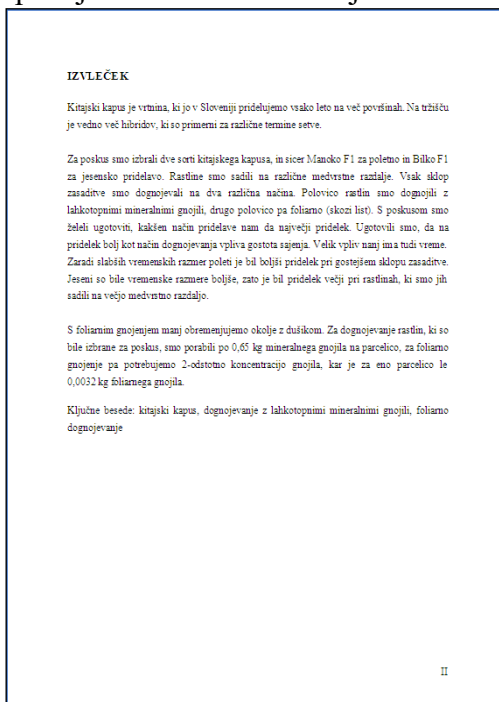 IZVLEČEK
Kitajski kapus je vrtnina, ki jo v Sloveniji pridelujemo vsako leto na več površinah. Na tržišču
je vedno več hibridov, ki so primerni za različne termine setve.
Za poskus smo izbrali dve sorti kitajskega kapusa, in sicer Manoko F1 za poletno in Bilko F1
za jesensko pridelavo. Rastline smo sadili na različne medvrstne razdalje. Vsak sklop
zasaditve smo dognojevali na dva različna načina. Polovico rastlin smo dognojili z
lahkotopnimi mineralnimi gnojili, drugo polovico pa foliarno (skozi list). S poskusom smo
želeli ugotoviti, kakšen način pridelave nam da največji pridelek. Ugotovili smo, da na
pridelek bolj kot način dognojevanja vpliva gostota sajenja. Velik vpliv nanj ima tudi vreme.
Zaradi slabših vremenskih razmer poleti je bil boljši pridelek pri gostejšem sklopu zasaditve.
Jeseni so bile vremenske razmere boljše, zato je bil pridelek večji pri rastlinah, ki smo jih
sadili na večjo medvrstno razdaljo.
S foliarnim gnojenjem manj obremenjujemo okolje z dušikom. Za dognojevanje rastlin, ki so
bile izbrane za poskus, smo porabili po 0,65 kg mineralnega gnojila na parcelico, za foliarno
gnojenje pa potrebujemo 2-odstotno koncentracijo gnojila, kar je za eno parcelico le
0,0032 kg foliarnega gnojila.
Ključne besede: kitajski kapus, dognojevanje z lahkotopnimi mineralnimi gnojili, foliarno
dognojevanje
II